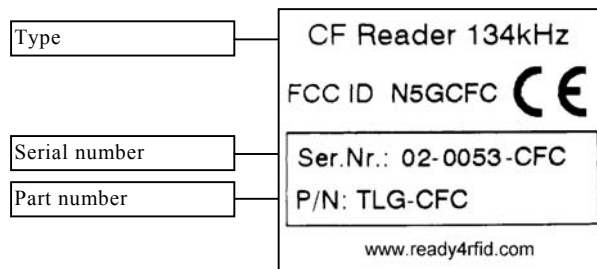 Type
CF Reader 134kHz
FCC ID N5GCFC CE
Serial number
Ser.Nr.: 02-0053-CFC
Part number
P/N: TLG-CFC
www.ready4rfid.com